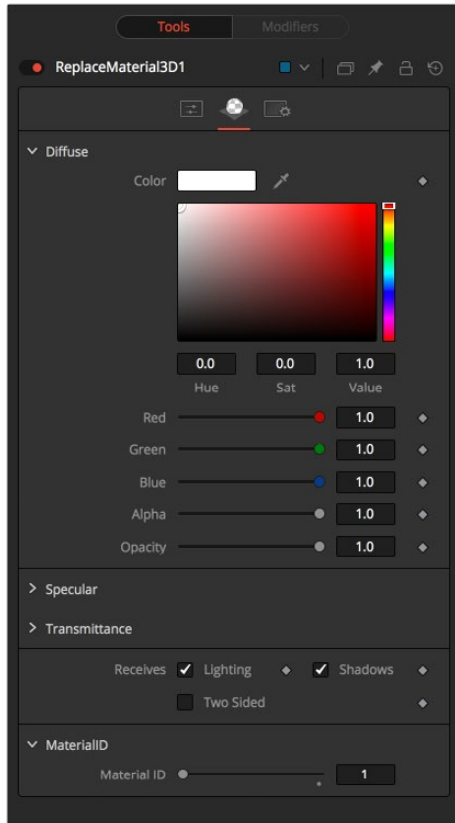 Tools Modifiers
ReplaceMaterial3D1
Diffuse
Color
0.0 0.0 1.0
Hue Sat Value
Red 1.0
Green 1.0
Blue 1.0
Alpha 1.0
Opacity 1.0
Specular
Transmittance
Receives Lighting Shadows
Two Sided
MaterialID
Material ID 1